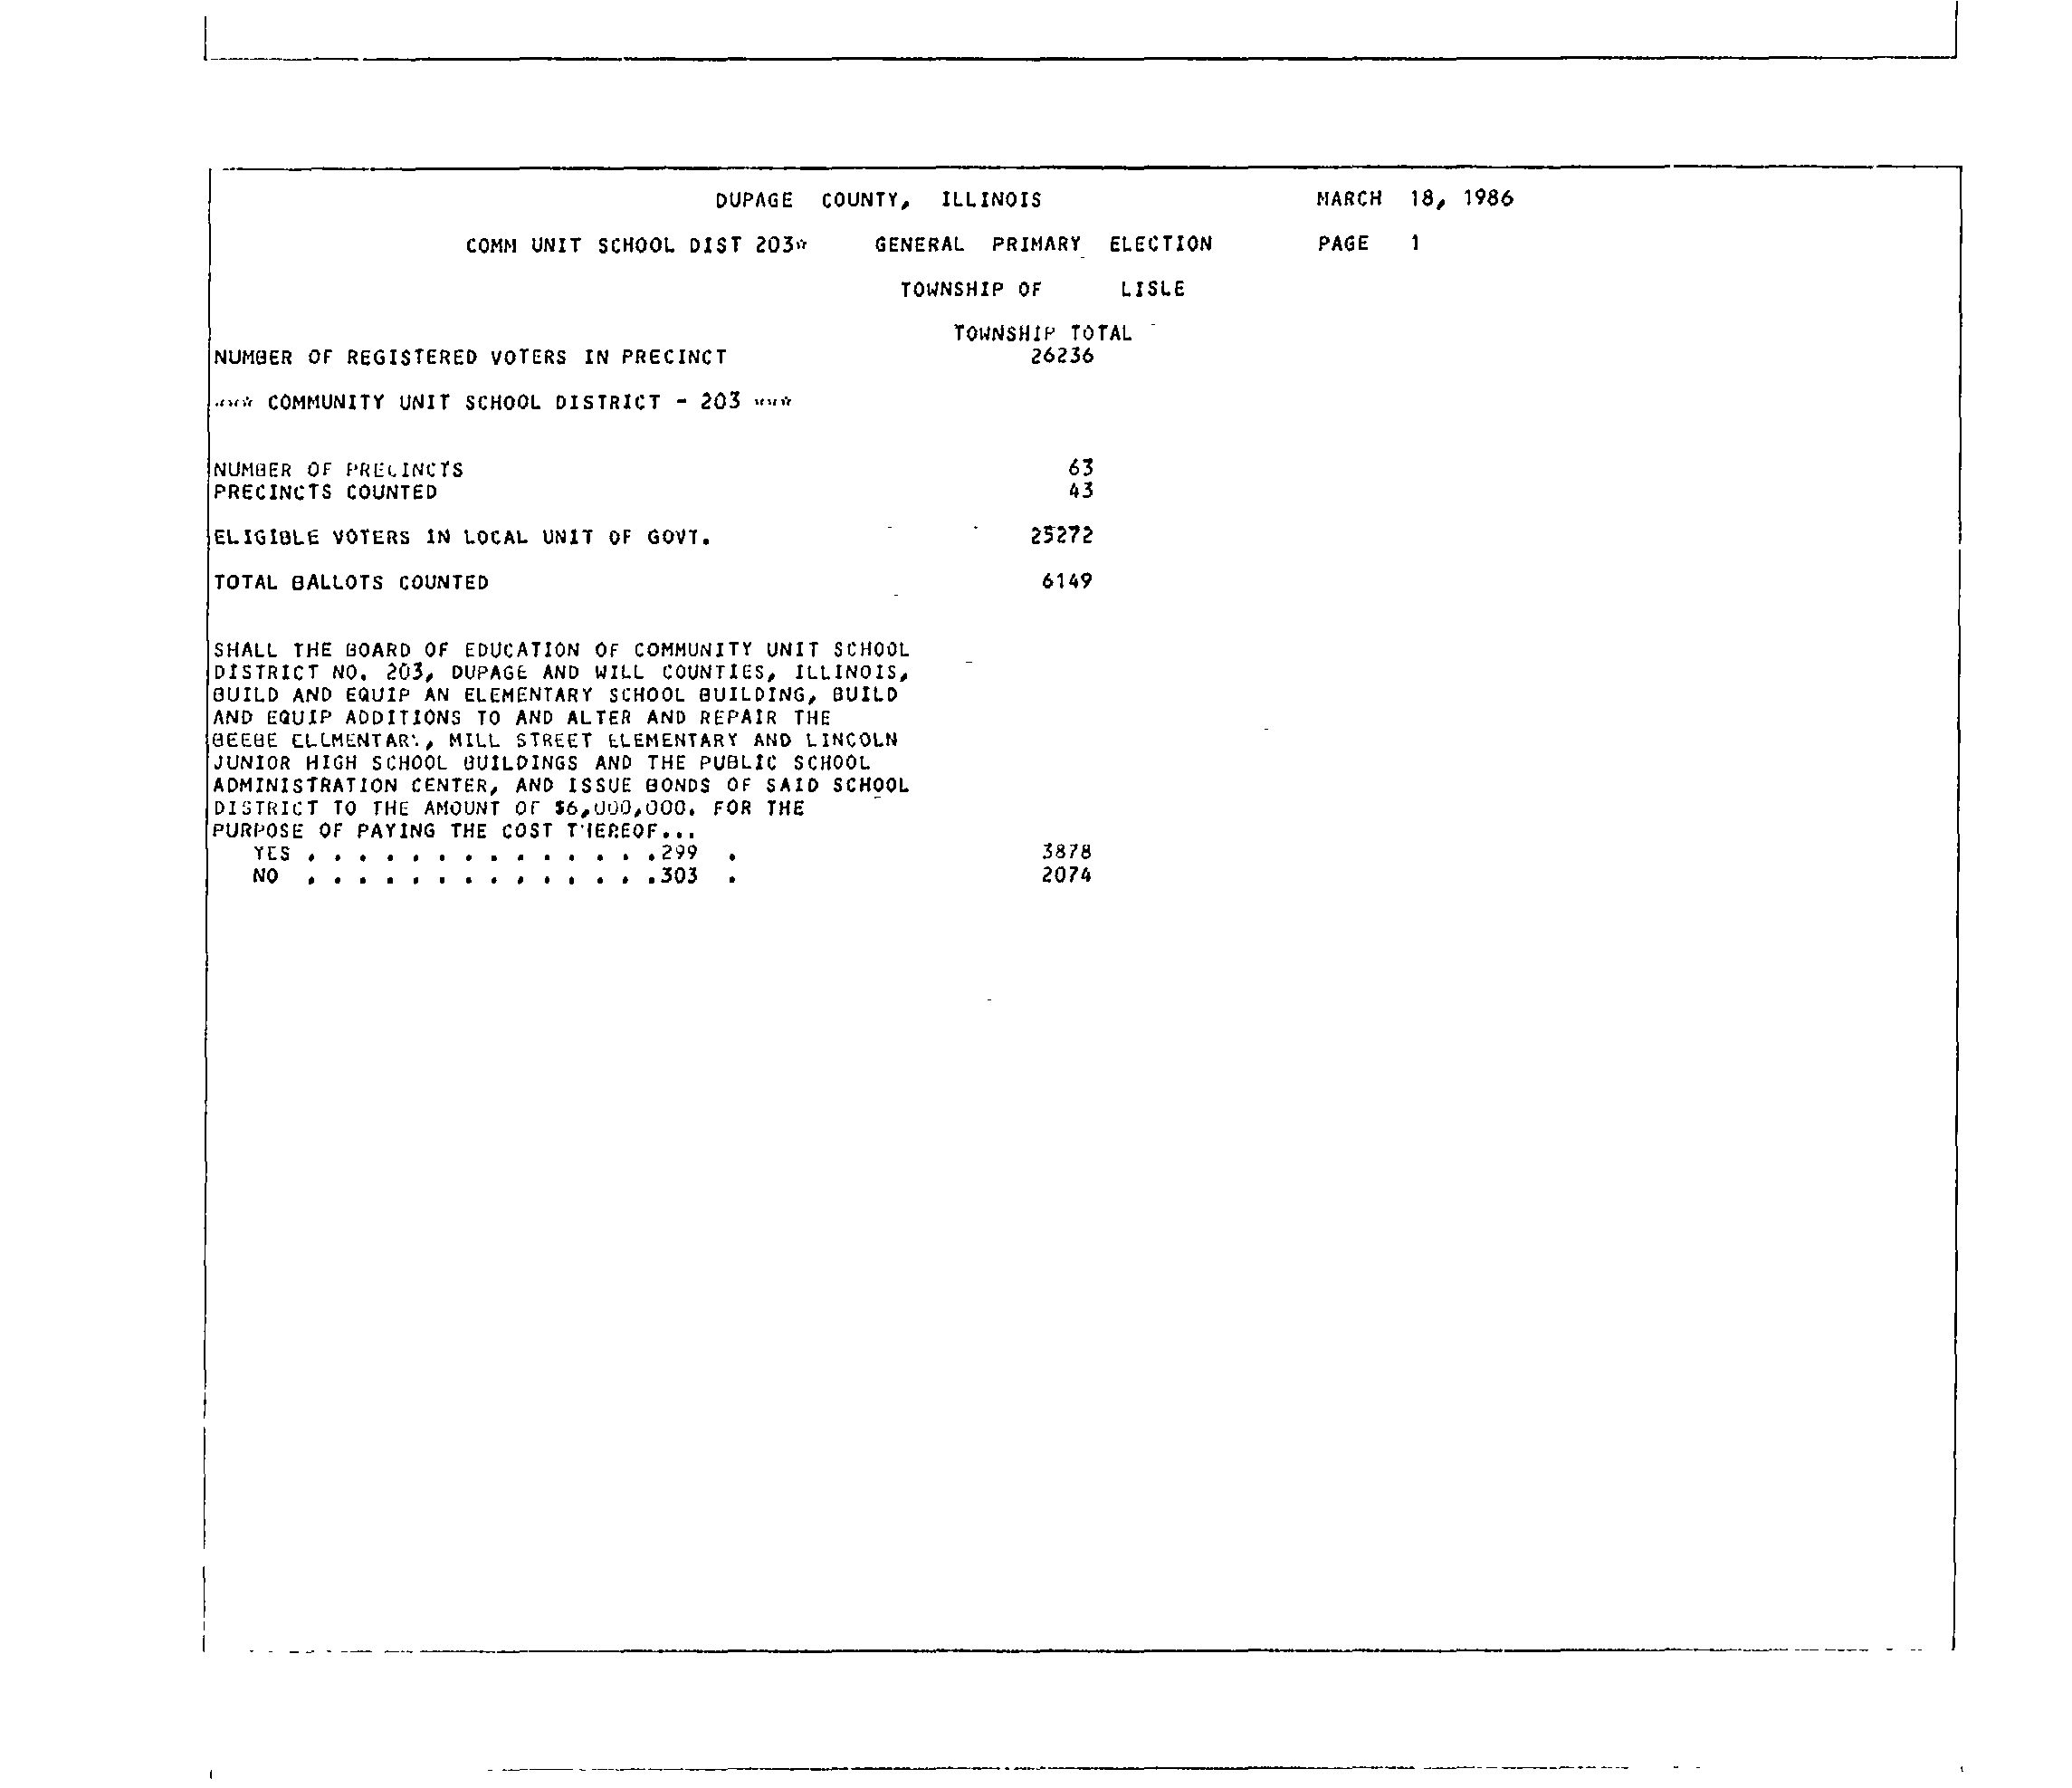 DUPAGE COUNTY, ILLINOIS MARCH 18, 1986
COMM UNIT SCHOOL DIST 203* GENERAL PRIMARY ELECTION PAGE 1
TOWNSHIP OF LISLE
TOWNSHIP TOTAL
NUMBER OF REGISTERED VOTERS IN PRECINCT 26236
*** COMMUNITY UNIT SCHOOL DISTRICT - 203 ***
NUMBER OF PRECINCTS 63
PRECINCTS COUNTED 43
ELIGIBLE VOTERS IN LOCAL UNIT OF GOVT. 25272
TOTAL BALLOTS COUNTED 6149
SHALL THE BOARD OF EDUCATION OF COMMUNITY UNIT SCHOOL
DISTRICT NO. 203, DUPAGE AND WILL COUNTIES, ILLINOIS,
BUILD AND EQUIP AN ELEMENTARY SCHOOL BUILDING, BUILD
AND EQUIP ADDITIONS TO AND ALTER AND REPAIR THE
BEEBE ELEMENTARY, MILL STREET ELEMENTARY AND LINCOLN
JUNIOR HIGH SCHOOL BUILDINGS AND THE PUBLIC SCHOOL
ADMINISTRATION CENTER, AND ISSUE BONDS OF SAID SCHOOL
DISTRICT TO THE AMOUNT OF $6,000,000. FOR THE
PURPOSE OF PAYING THE COST THEREOF...
YES . . . . . . . . . . . . . .299 . 3878
NO . . . . . . . . . . . . . .303 . 2074